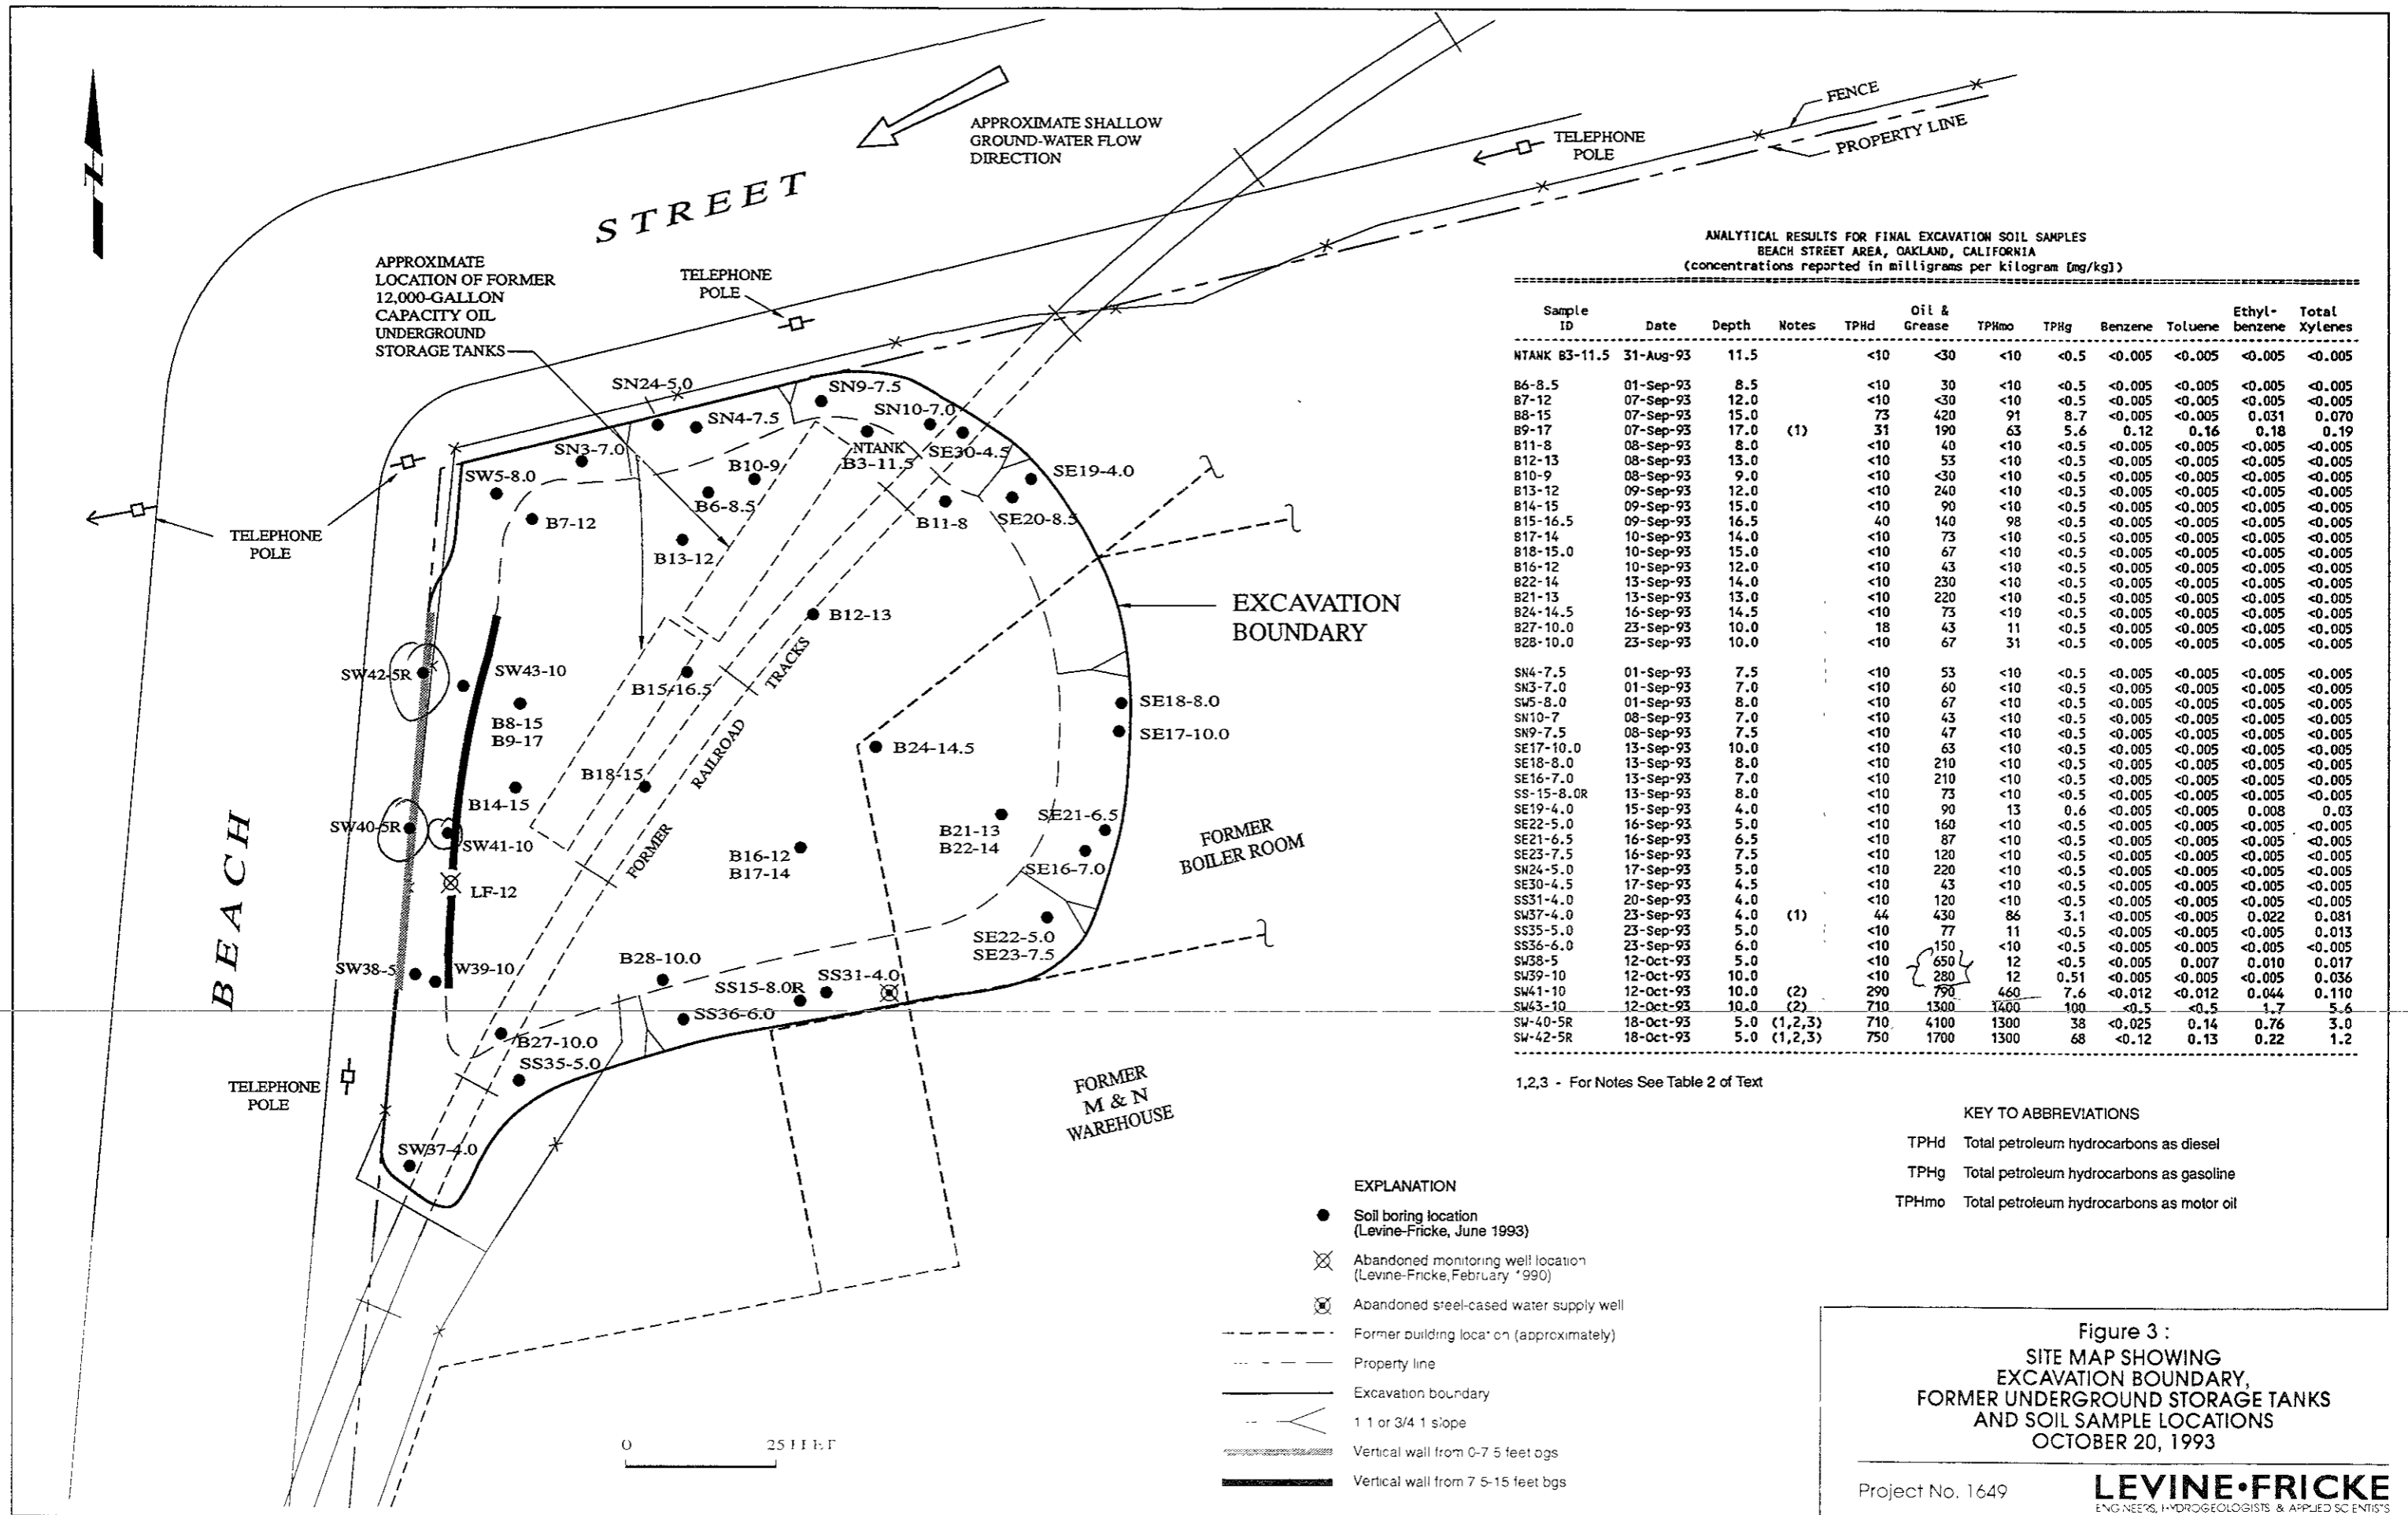 N
APPROXIMATE SHALLOW
GROUND-WATER FLOW
DIRECTION
STREET
FENCE
PROPERTY LINE
TELEPHONE
POLE
APPROXIMATE
LOCATION OF FORMER
12,000-GALLON
CAPACITY OIL
UNDERGROUND
STORAGE TANKS
TELEPHONE
POLE
SN24-5.0
SN9-7.5
SN4-7.5
SN10-7.0
SN3-7.0
NTANK
B3-11.5
SE30-4.5
SW5-8.0
B10-9
SE19-4.0
B6-8.5
B11-8
SE20-8.5
B7-12
TELEPHONE
POLE
B13-12
EXCAVATION
BOUNDARY
B12-13
SW42-5R
SW43-10
B15-16.5
B8-15
B9-17
SE18-8.0
SE17-10.0
B24-14.5
FORMER RAILROAD TRACKS
B18-15
B14-15
SW40-5R
SW41-10
B21-13
B22-14
SE21-6.5
B16-12
B17-14
SE16-7.0
FORMER
BOILER ROOM
LF-12
BEACH
SE22-5.0
SE23-7.5
SW38-5
W39-10
B28-10.0
SS31-4.0
SS15-8.0R
SS36-6.0
B27-10.0
SS35-5.0
TELEPHONE
POLE
FORMER
M & N
WAREHOUSE
SW37-4.0
0 25 FEET
ANALYTICAL RESULTS FOR FINAL EXCAVATION SOIL SAMPLES
BEACH STREET AREA, OAKLAND, CALIFORNIA
(concentrations reported in milligrams per kilogram [mg/kg])
Sample ID Date Depth Notes TPHd Oil & Grease TPHmo TPHg Benzene Toluene Ethyl-benzene Total Xylenes
NTANK B3-11.5 31-Aug-93 11.5 <10 <30 <10 <0.5 <0.005 <0.005 <0.005 <0.005
B6-8.5 01-Sep-93 8.5 <10 30 <10 <0.5 <0.005 <0.005 <0.005 <0.005
B7-12 07-Sep-93 12.0 <10 <30 <10 <0.5 <0.005 <0.005 <0.005 <0.005
B8-15 07-Sep-93 15.0 73 420 91 8.7 <0.005 <0.005 0.031 0.070
B9-17 07-Sep-93 17.0 (1) 31 190 63 5.6 0.12 0.16 0.18 0.19
B11-8 08-Sep-93 8.0 <10 40 <10 <0.5 <0.005 <0.005 <0.005 <0.005
B12-13 08-Sep-93 13.0 <10 53 <10 <0.5 <0.005 <0.005 <0.005 <0.005
B10-9 08-Sep-93 9.0 <10 <30 <10 <0.5 <0.005 <0.005 <0.005 <0.005
B13-12 09-Sep-93 12.0 <10 240 <10 <0.5 <0.005 <0.005 <0.005 <0.005
B14-15 09-Sep-93 15.0 <10 90 <10 <0.5 <0.005 <0.005 <0.005 <0.005
B15-16.5 09-Sep-93 16.5 40 140 98 <0.5 <0.005 <0.005 <0.005 <0.005
B17-14 10-Sep-93 14.0 <10 73 <10 <0.5 <0.005 <0.005 <0.005 <0.005
B18-15.0 10-Sep-93 15.0 <10 67 <10 <0.5 <0.005 <0.005 <0.005 <0.005
B16-12 10-Sep-93 12.0 <10 43 <10 <0.5 <0.005 <0.005 <0.005 <0.005
B22-14 13-Sep-93 14.0 <10 230 <10 <0.5 <0.005 <0.005 <0.005 <0.005
B21-13 13-Sep-93 13.0 <10 220 <10 <0.5 <0.005 <0.005 <0.005 <0.005
B24-14.5 16-Sep-93 14.5 <10 73 <10 <0.5 <0.005 <0.005 <0.005 <0.005
B27-10.0 23-Sep-93 10.0 18 43 11 <0.5 <0.005 <0.005 <0.005 <0.005
B28-10.0 23-Sep-93 10.0 <10 67 31 <0.5 <0.005 <0.005 <0.005 <0.005
SN4-7.5 01-Sep-93 7.5 <10 53 <10 <0.5 <0.005 <0.005 <0.005 <0.005
SN3-7.0 01-Sep-93 7.0 <10 60 <10 <0.5 <0.005 <0.005 <0.005 <0.005
SW5-8.0 01-Sep-93 8.0 <10 67 <10 <0.5 <0.005 <0.005 <0.005 <0.005
SN10-7 08-Sep-93 7.0 <10 43 <10 <0.5 <0.005 <0.005 <0.005 <0.005
SN9-7.5 08-Sep-93 7.5 <10 47 <10 <0.5 <0.005 <0.005 <0.005 <0.005
SE17-10.0 13-Sep-93 10.0 <10 63 <10 <0.5 <0.005 <0.005 <0.005 <0.005
SE18-8.0 13-Sep-93 8.0 <10 210 <10 <0.5 <0.005 <0.005 <0.005 <0.005
SE16-7.0 13-Sep-93 7.0 <10 210 <10 <0.5 <0.005 <0.005 <0.005 <0.005
SS-15-8.0R 13-Sep-93 8.0 <10 73 <10 <0.5 <0.005 <0.005 <0.005 <0.005
SE19-4.0 15-Sep-93 4.0 <10 90 13 0.6 <0.005 <0.005 0.008 0.03
SE22-5.0 16-Sep-93 5.0 <10 160 <10 <0.5 <0.005 <0.005 <0.005 <0.005
SE21-6.5 16-Sep-93 6.5 <10 87 <10 <0.5 <0.005 <0.005 <0.005 <0.005
SE23-7.5 16-Sep-93 7.5 <10 120 <10 <0.5 <0.005 <0.005 <0.005 <0.005
SN24-5.0 17-Sep-93 5.0 <10 220 <10 <0.5 <0.005 <0.005 <0.005 <0.005
SE30-4.5 17-Sep-93 4.5 <10 43 <10 <0.5 <0.005 <0.005 <0.005 <0.005
SS31-4.0 20-Sep-93 4.0 <10 120 <10 <0.5 <0.005 <0.005 <0.005 <0.005
SW37-4.0 23-Sep-93 4.0 (1) 44 430 86 3.1 <0.005 <0.005 0.022 0.081
SS35-5.0 23-Sep-93 5.0 <10 77 11 <0.5 <0.005 <0.005 <0.005 0.013
SS36-6.0 23-Sep-93 6.0 <10 150 <10 <0.5 <0.005 <0.005 <0.005 <0.005
SW38-5 12-Oct-93 5.0 <10 650 12 <0.5 <0.005 0.007 0.010 0.017
SW39-10 12-Oct-93 10.0 <10 280 12 0.51 <0.005 <0.005 <0.005 0.036
SW41-10 12-Oct-93 10.0 (2) 290 790 460 7.6 <0.012 <0.012 0.044 0.110
SW43-10 12-Oct-93 10.0 (2) 710 1300 1400 100 <0.5 <0.5 1.7 5.6
SW-40-5R 18-Oct-93 5.0 (1,2,3) 710 4100 1300 38 <0.025 0.14 0.76 3.0
SW-42-5R 18-Oct-93 5.0 (1,2,3) 750 1700 1300 68 <0.12 0.13 0.22 1.2
1,2,3 - For Notes See Table 2 of Text
KEY TO ABBREVIATIONS
TPHd Total petroleum hydrocarbons as diesel
TPHg Total petroleum hydrocarbons as gasoline
TPHmo Total petroleum hydrocarbons as motor oil
EXPLANATION
Soil boring location
(Levine-Fricke, June 1993)
Abandoned monitoring well location
(Levine-Fricke, February 1990)
Abandoned steel-cased water supply well
Former building location (approximately)
Property line
Excavation boundary
1 1 or 3/4 1 slope
Vertical wall from 0-7 5 feet bgs
Vertical wall from 7 5-15 feet bgs
Figure 3 :
SITE MAP SHOWING
EXCAVATION BOUNDARY,
FORMER UNDERGROUND STORAGE TANKS
AND SOIL SAMPLE LOCATIONS
OCTOBER 20, 1993
Project No. 1649
LEVINE•FRICKE
ENGINEERS, HYDROGEOLOGISTS & APPLIED SCIENTISTS